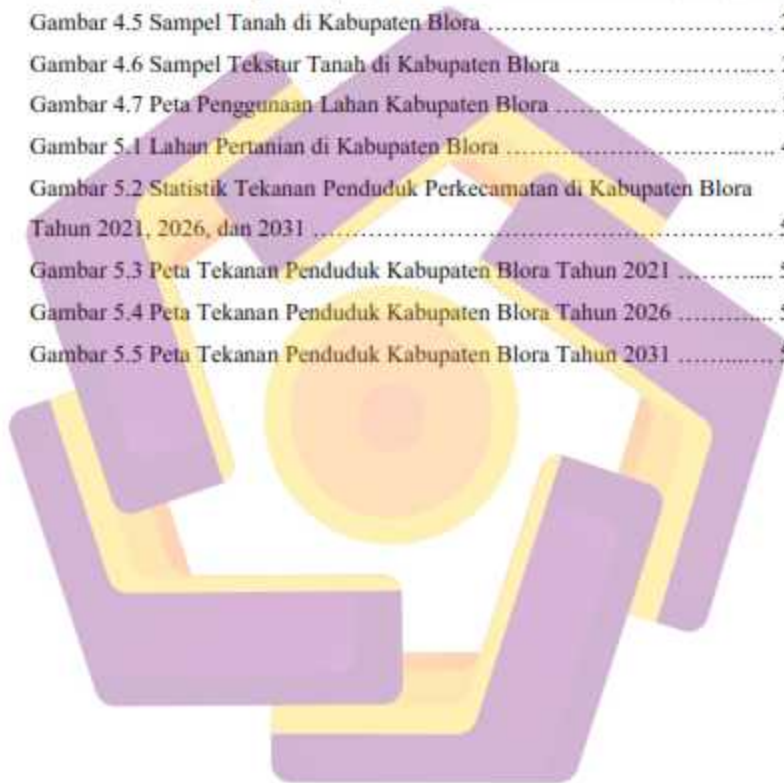 Gambar 4.5 Sampel Tanah di Kabupaten Blora ……………………………
Gambar 4.6 Sampel Tekstur Tanah di Kabupaten Blora ……………………
Gambar 4.7 Peta Penggunaan Lahan Kabupaten Blora ……………………
Gambar 5.1 Lahan Pertanian di Kabupaten Blora …………………………
Gambar 5.2 Statistik Tekanan Penduduk Perkecamatan di Kabupaten Blora
Tahun 2021, 2026, dan 2031 ………………………………………………
Gambar 5.3 Peta Tekanan Penduduk Kabupaten Blora Tahun 2021 …………
Gambar 5.4 Peta Tekanan Penduduk Kabupaten Blora Tahun 2026 …………
Gambar 5.5 Peta Tekanan Penduduk Kabupaten Blora Tahun 2031 …………